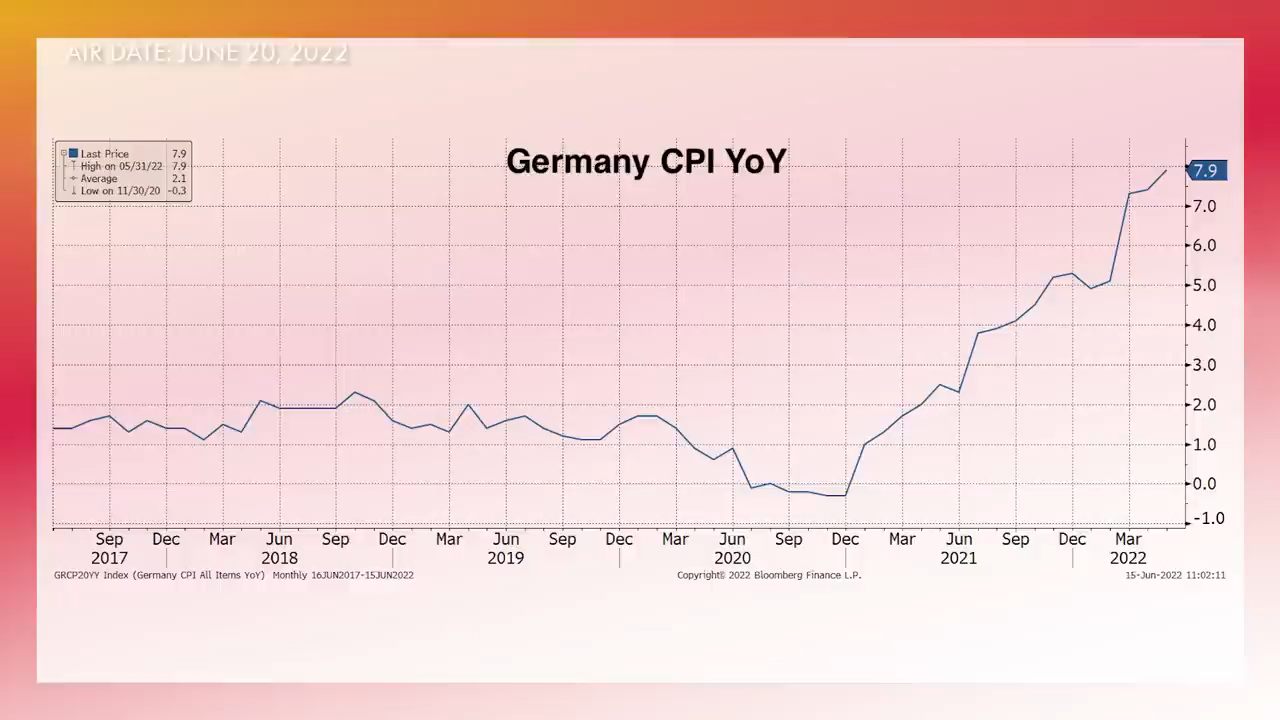 AIR DATE: JUNE 20, 2022
Germany CPI YoY
Last Price 7.9
High on 05/31/22 7.9
Average 2.1
Low on 11/30/20 -0.3
7.9
7.0
6.0
5.0
4.0
3.0
2.0
1.0
0.0
-1.0
Sep Dec Mar Jun Sep Dec Mar Jun Sep Dec Mar Jun Sep Dec Mar Jun Sep Dec Mar
2017 2018 2019 2020 2021 2022
GRCP20YY Index (Germany CPI All Items YoY) Monthly 16JUN2017-15JUN2022 Copyright© 2022 Bloomberg Finance L.P. 15-Jun-2022 11:02:11